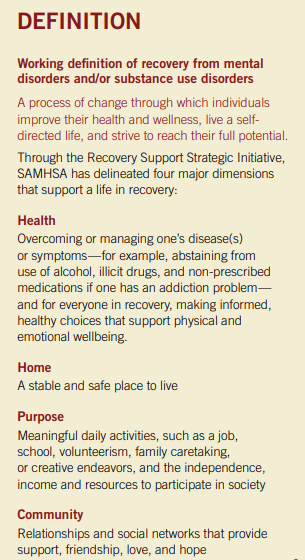 DEFINITION
Working definition of recovery from mental
disorders and/or substance use disorders
A process of change through which individuals
improve their health and wellness, live a self-
directed life, and strive to reach their full potential.
Through the Recovery Support Strategic Initiative,
SAMHSA has delineated four major dimensions
that support a life in recovery:
Health
Overcoming or managing one’s disease(s)
or symptoms—for example, abstaining from
use of alcohol, illicit drugs, and non-prescribed
medications if one has an addiction problem—
and for everyone in recovery, making informed,
healthy choices that support physical and
emotional wellbeing.
Home
A stable and safe place to live
Purpose
Meaningful daily activities, such as a job,
school, volunteerism, family caretaking,
or creative endeavors, and the independence,
income and resources to participate in society
Community
Relationships and social networks that provide
support, friendship, love, and hope